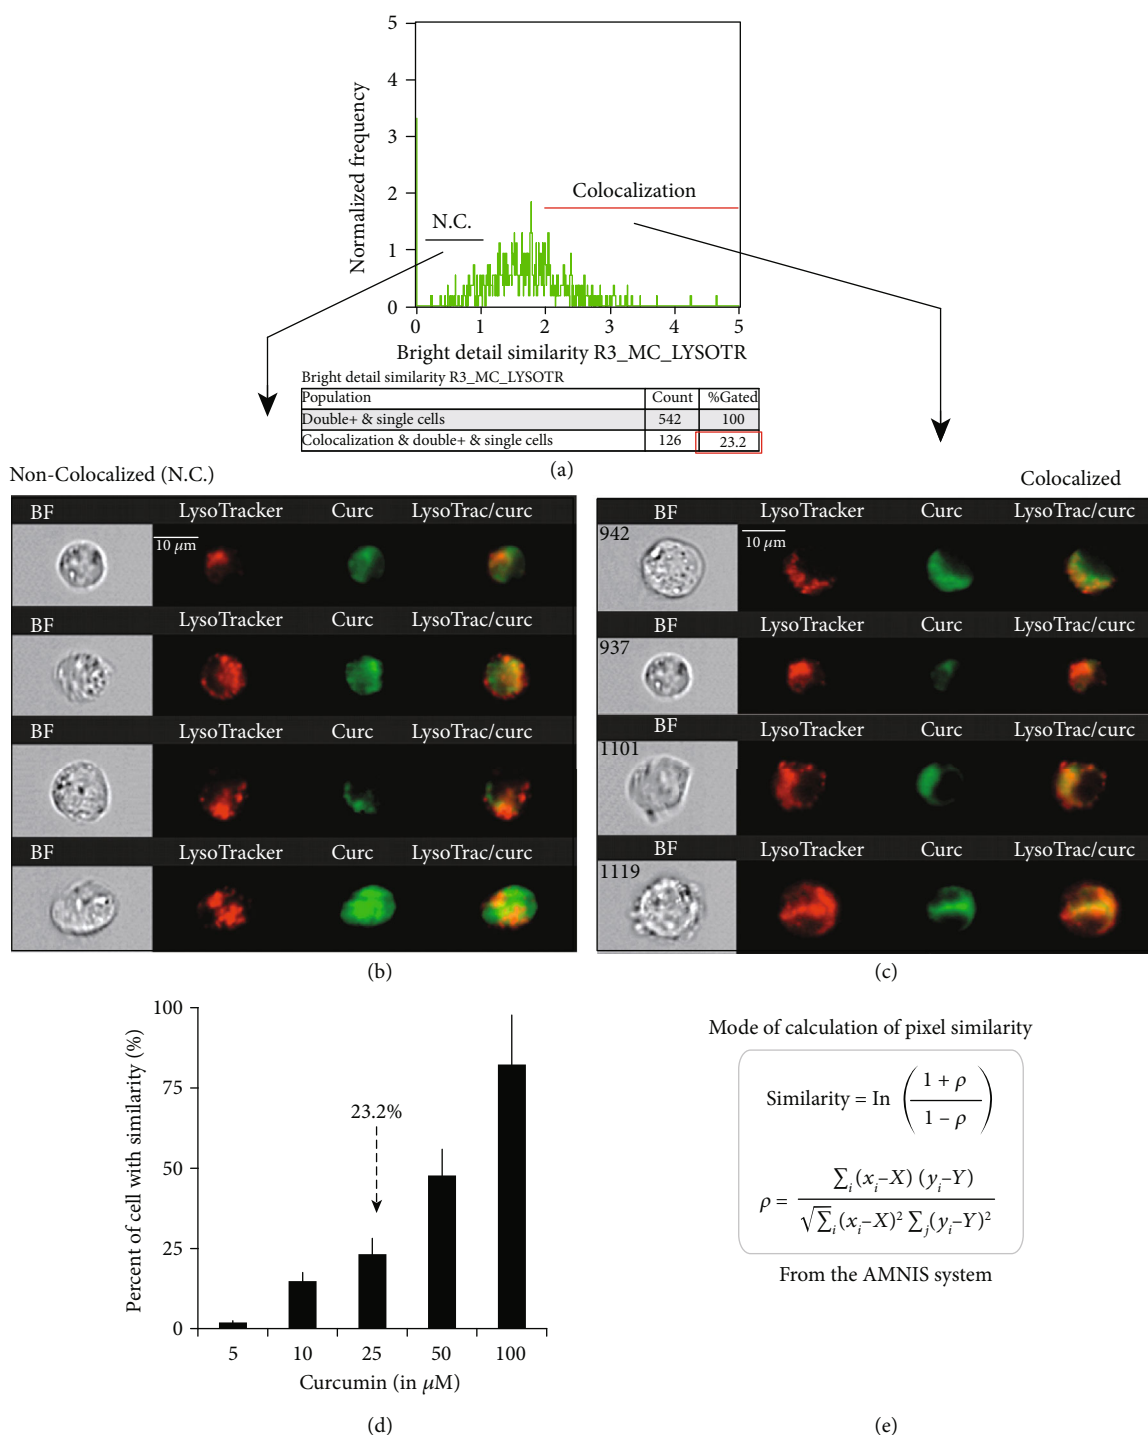 5
4
3
2
1
0
Normalized frequency
N.C.
Colocalization
0 1 2 3 4 5
Bright detail similarity R3_MC_LYSOTR
Bright detail similarity R3_MC_LYSOTR
Population Count %Gated
Double+ & single cells 542 100
Colocalization & double+ & single cells 126 23.2
(a)
Non-Colocalized (N.C.)
BF LysoTracker Curc LysoTrac/curc
10 μm
BF LysoTracker Curc LysoTrac/curc
BF LysoTracker Curc LysoTrac/curc
BF LysoTracker Curc LysoTrac/curc
(b)
Colocalized
BF LysoTracker Curc LysoTrac/curc
942 10 μm
BF LysoTracker Curc LysoTrac/curc
937
BF LysoTracker Curc LysoTrac/curc
1101
BF LysoTracker Curc LysoTrac/curc
1119
(c)
100
75
50
25
0
Percent of cell with similarity (%)
23.2%
5 10 25 50 100
Curcumin (in μM)
(d)
Mode of calculation of pixel similarity
Similarity = In (1 + ρ / 1 – ρ)
ρ = ∑i(xi–X) (yi–Y) / √∑i(xi–X)² ∑j(yi–Y)²
From the AMNIS system
(e)